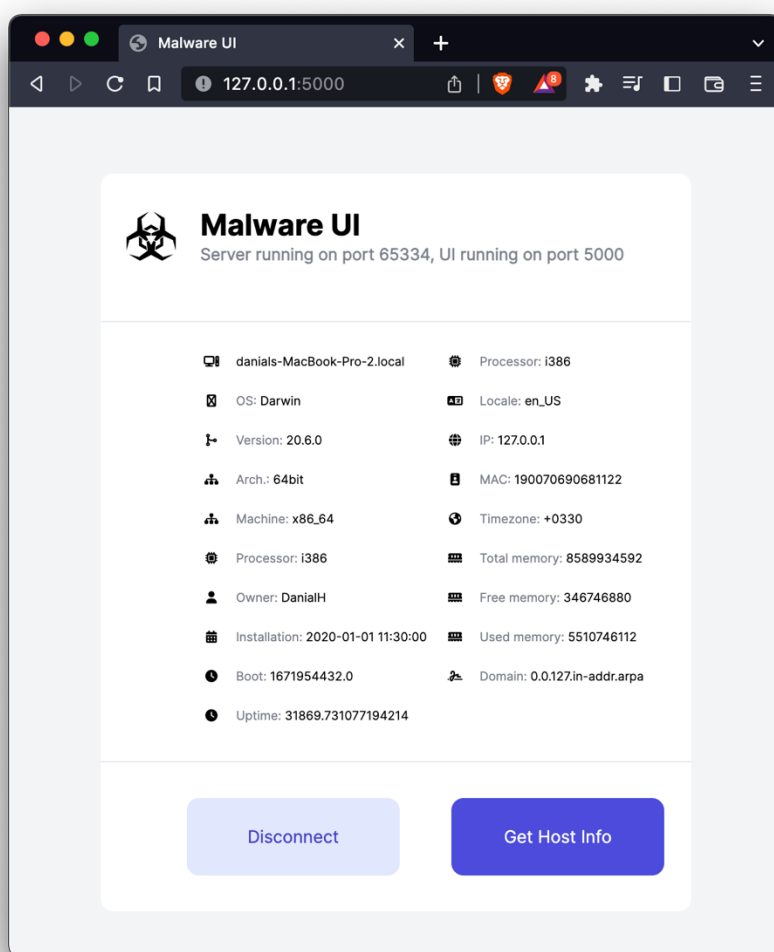 Malware UI
127.0.0.1:5000
8
Malware UI
Server running on port 65334, UI running on port 5000
danials-MacBook-Pro-2.local
Processor: i386
OS: Darwin
Locale: en_US
Version: 20.6.0
IP: 127.0.0.1
Arch.: 64bit
MAC: 190070690681122
Machine: x86_64
Timezone: +0330
Processor: i386
Total memory: 8589934592
Owner: DanialH
Free memory: 346746880
Installation: 2020-01-01 11:30:00
Used memory: 5510746112
Boot: 1671954432.0
Domain: 0.0.127.in-addr.arpa
Uptime: 31869.731077194214
Disconnect
Get Host Info